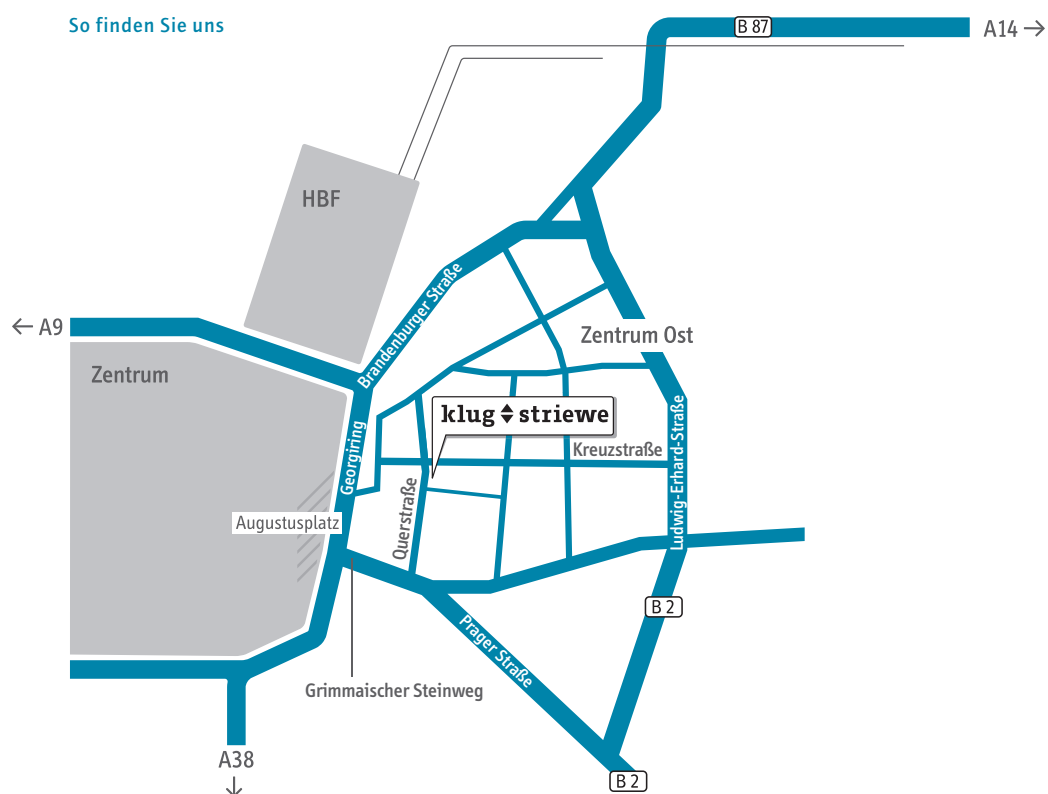 So finden Sie uns
B 87
A14 →
HBF
Brandenburger Straße
← A9
Zentrum Ost
Zentrum
klug striewe
Georgiring
Kreuzstraße
Ludwig-Erhard-Straße
Querstraße
Augustusplatz
B 2
Prager Straße
Grimmaischer Steinweg
A38
↓
B 2